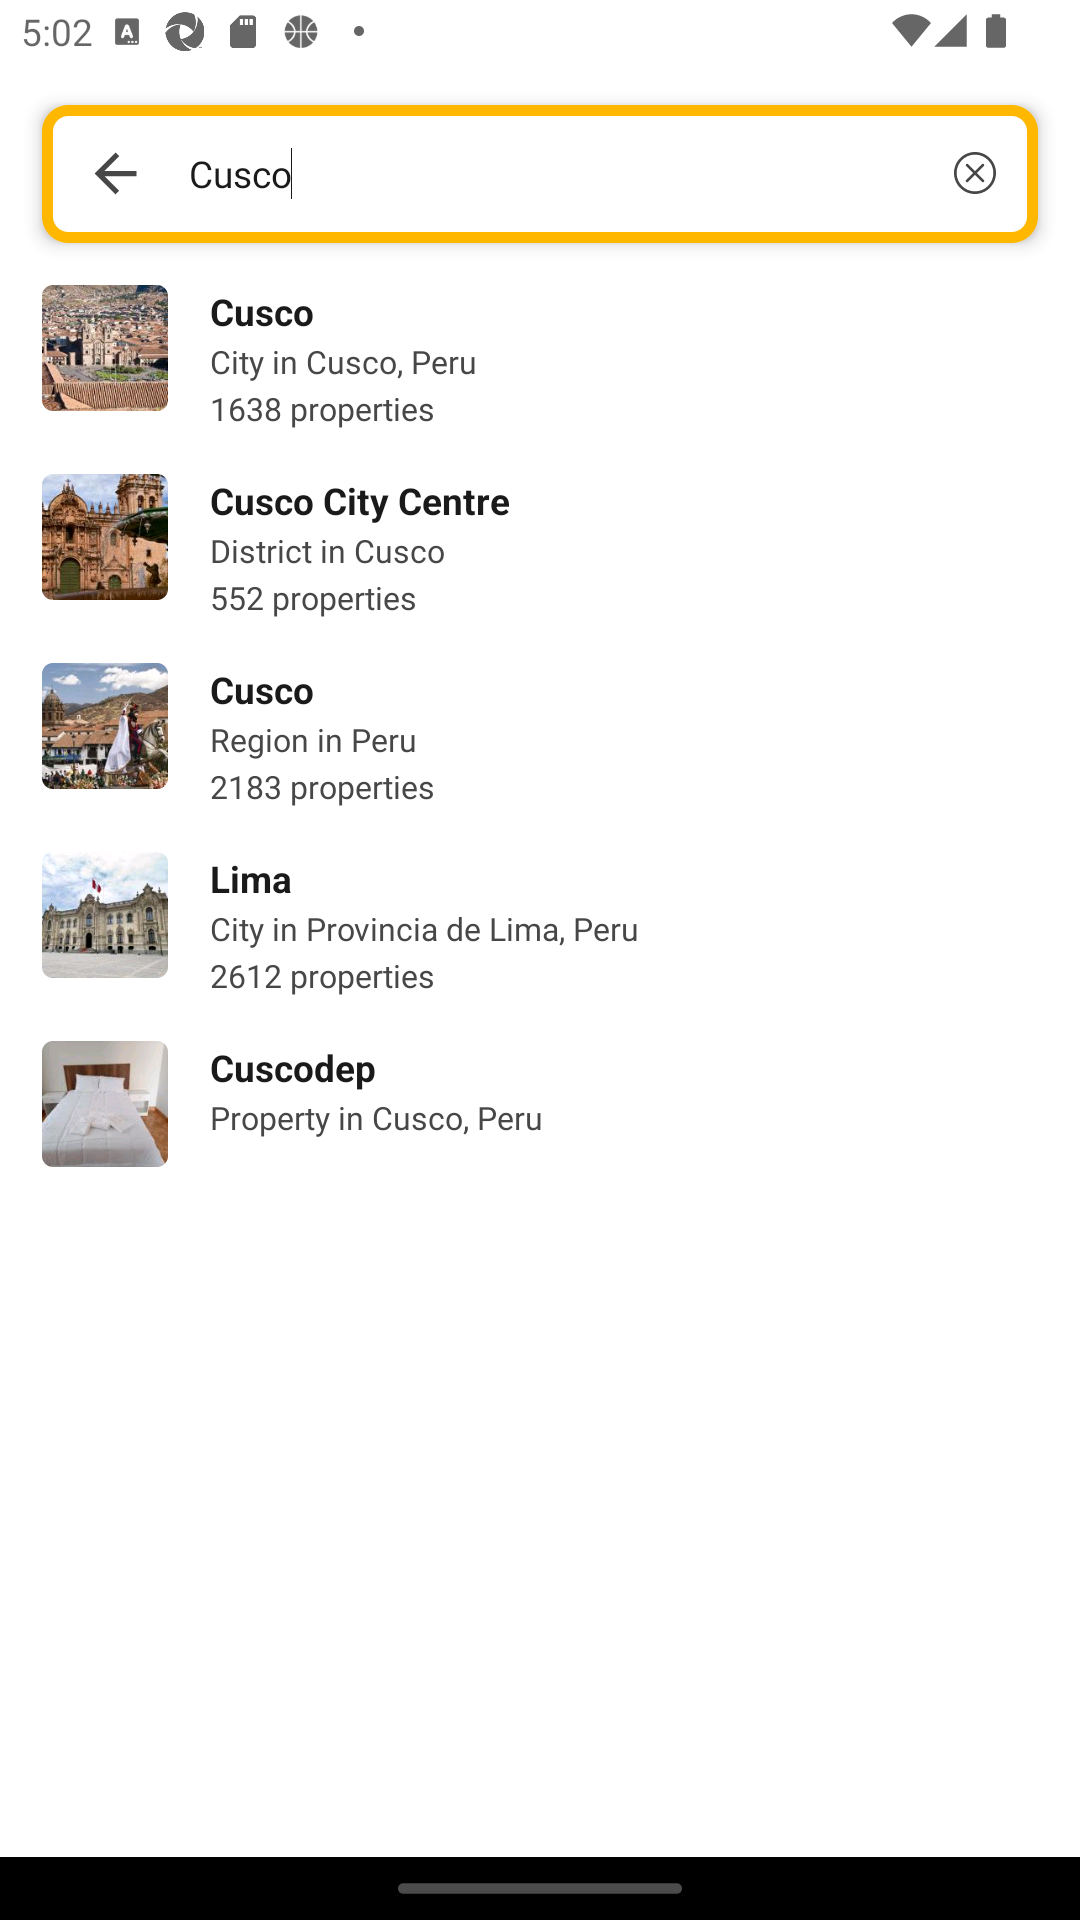 5:02
Cusco
Cusco
City in Cusco, Peru
1638 properties
Cusco City Centre
District in Cusco
552 properties
Cusco
Region in Peru
2183 properties
Lima
City in Provincia de Lima, Peru
2612 properties
Cuscodep
Property in Cusco, Peru